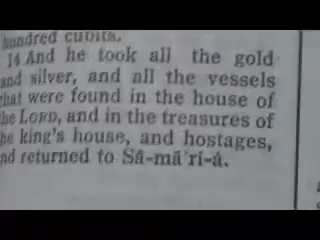 hundred cubits.
14 And he took all the gold
and silver, and all the vessels
that were found in the house of
the LORD, and in the treasures of
the king's house, and hostages,
and returned to Sā-mā´ri-á.